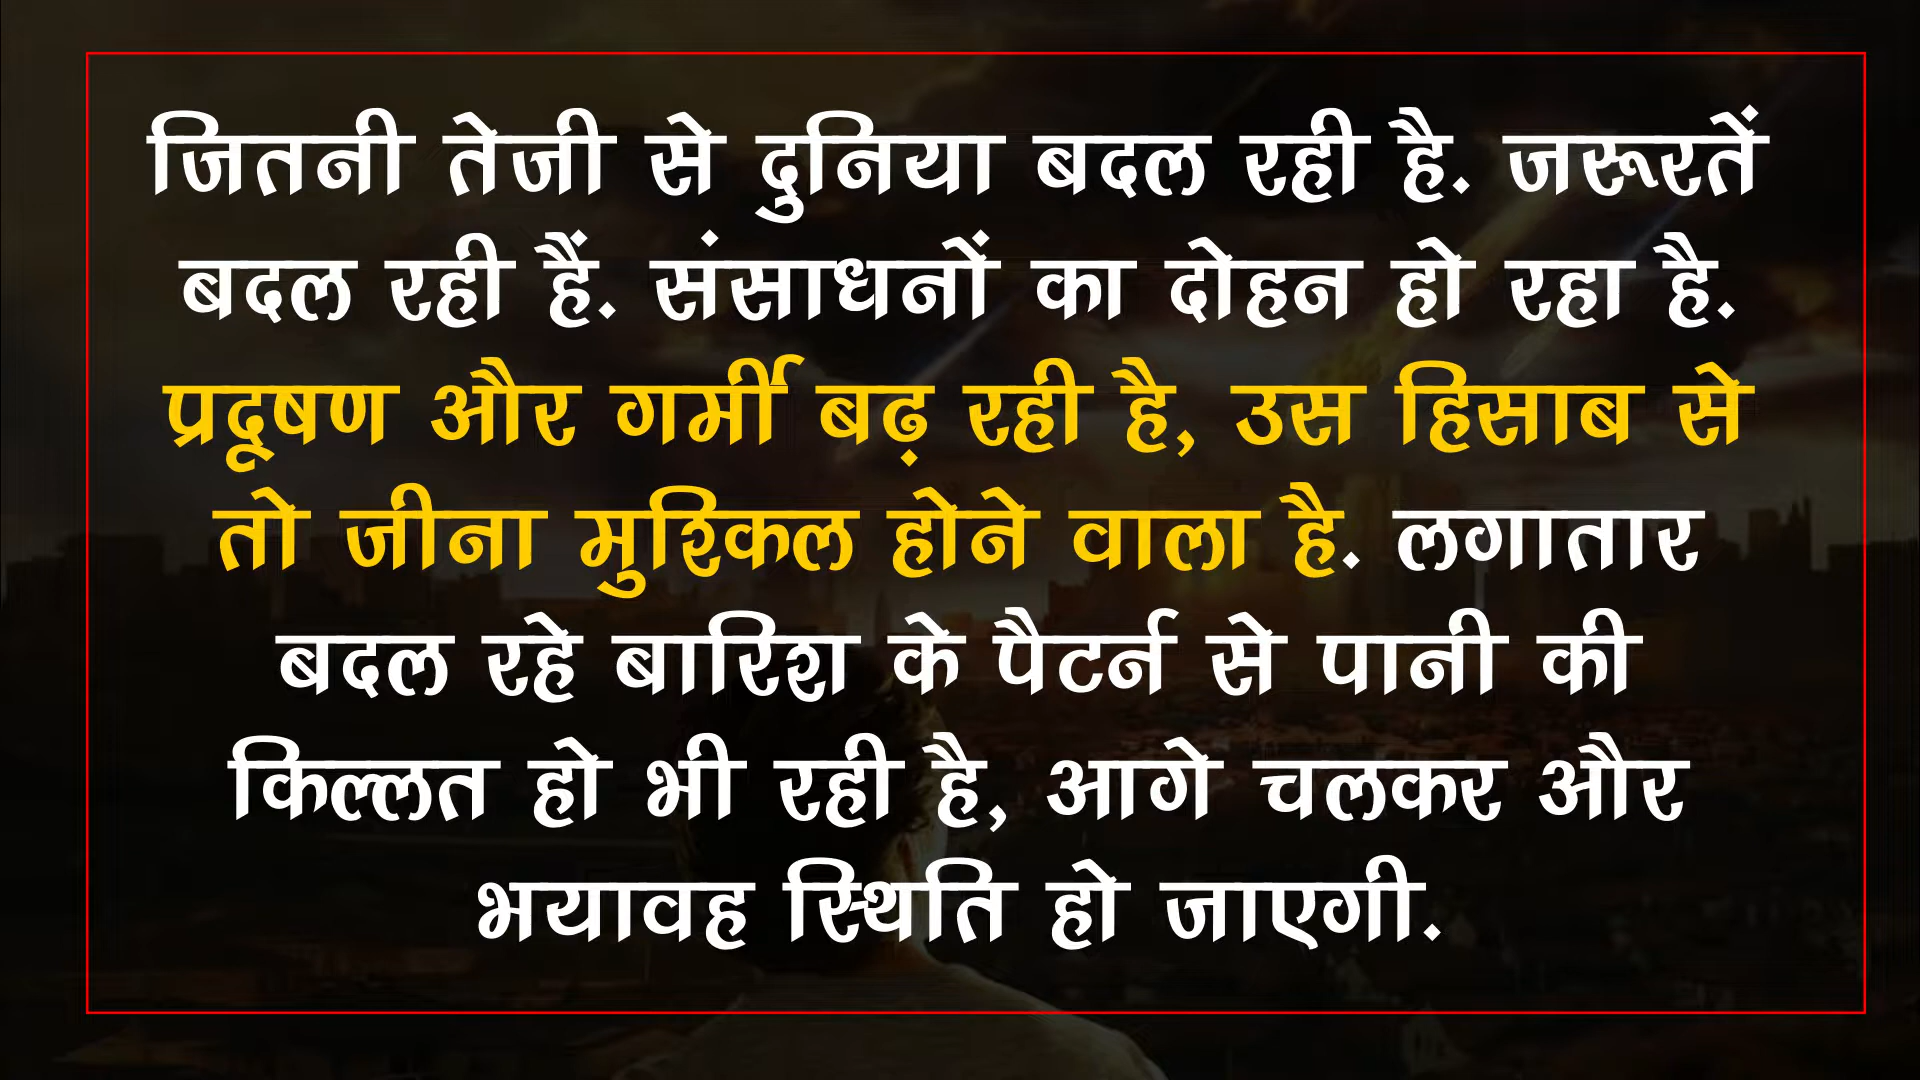 जितनी तेजी से दुनिया बदल रही है. जरूरतें
बदल रही हैं. संसाधनों का दोहन हो रहा है.
प्रदूषण और गर्मी बढ़ रही है, उस हिसाब से
तो जीना मुश्किल होने वाला है. लगातार
बदल रहे बारिश के पैटर्न से पानी की
किल्लत हो भी रही है, आगे चलकर और
भयावह स्थिति हो जाएगी.